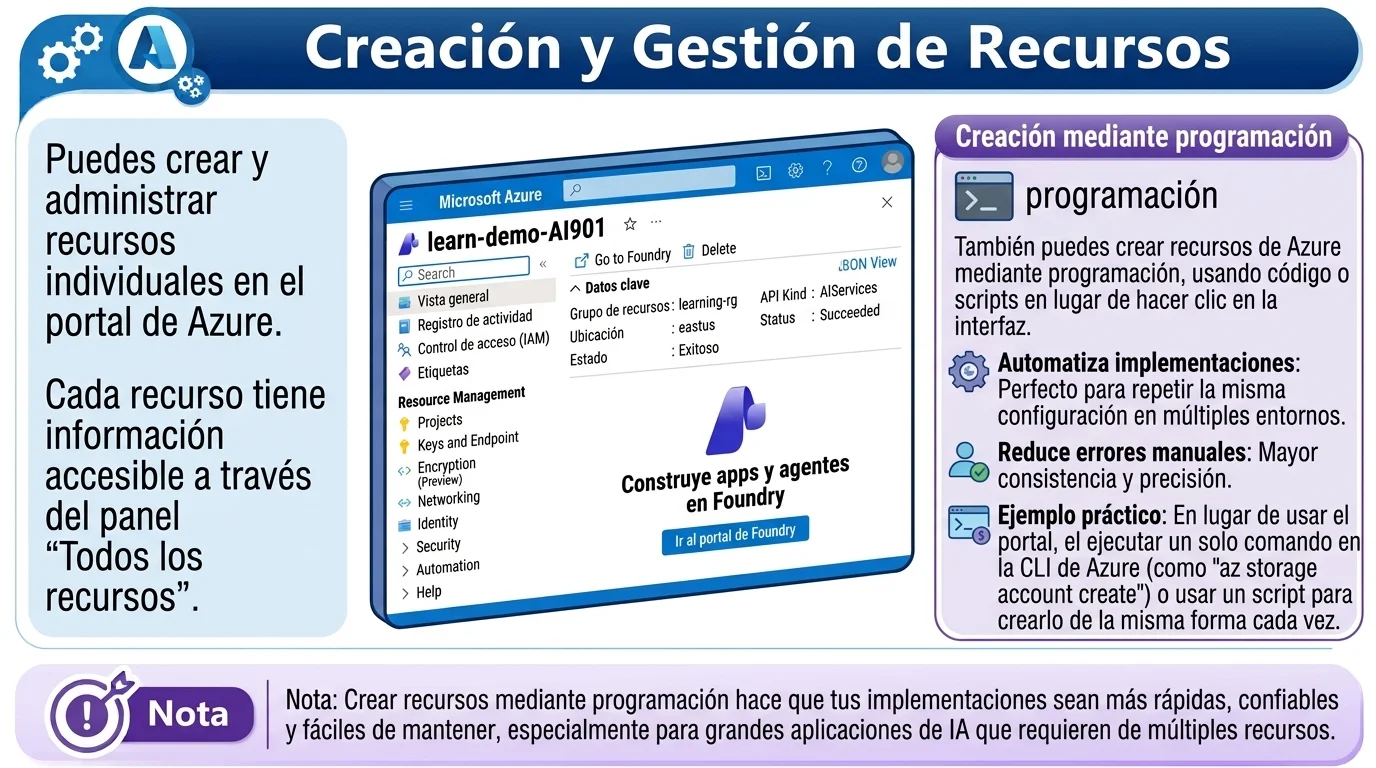 Creación y Gestión de Recursos
Puedes crear y
administrar
recursos
individuales en el
portal de Azure.
Cada recurso tiene
información
accesible a través
del panel
“Todos los
recursos”.
Microsoft Azure
learn-demo-AI901
Search
Vista general
Registro de actividad
Control de acceso (IAM)
Etiquetas
Resource Management
Projects
Keys and Endpoint
Encryption
(Preview)
Networking
Identity
Security
Automation
Help
Go to Foundry
Delete
Datos clave
BON View
Grupo de recursos : learning-rg
Ubicación : eastus
Estado : Exitoso
API Kind : AIServices
Status : Succeeded
Construye apps y agentes
en Foundry
Ir al portal de Foundry
Creación mediante programación
programación
También puedes crear recursos de Azure
mediante programación, usando código o
scripts en lugar de hacer clic en la
interfaz.
Automatiza implementaciones:
Perfecto para repetir la misma
configuración en múltiples entornos.
Reduce errores manuales: Mayor
consistencia y precisión.
Ejemplo práctico: En lugar de usar el
portal, el ejecutar un solo comando en
la CLI de Azure (como "az storage
account create") o usar un script para
crearlo de la misma forma cada vez.
Nota
Nota: Crear recursos mediante programación hace que tus implementaciones sean más rápidas, confiables
y fáciles de mantener, especialmente para grandes aplicaciones de IA que requieren de múltiples recursos.